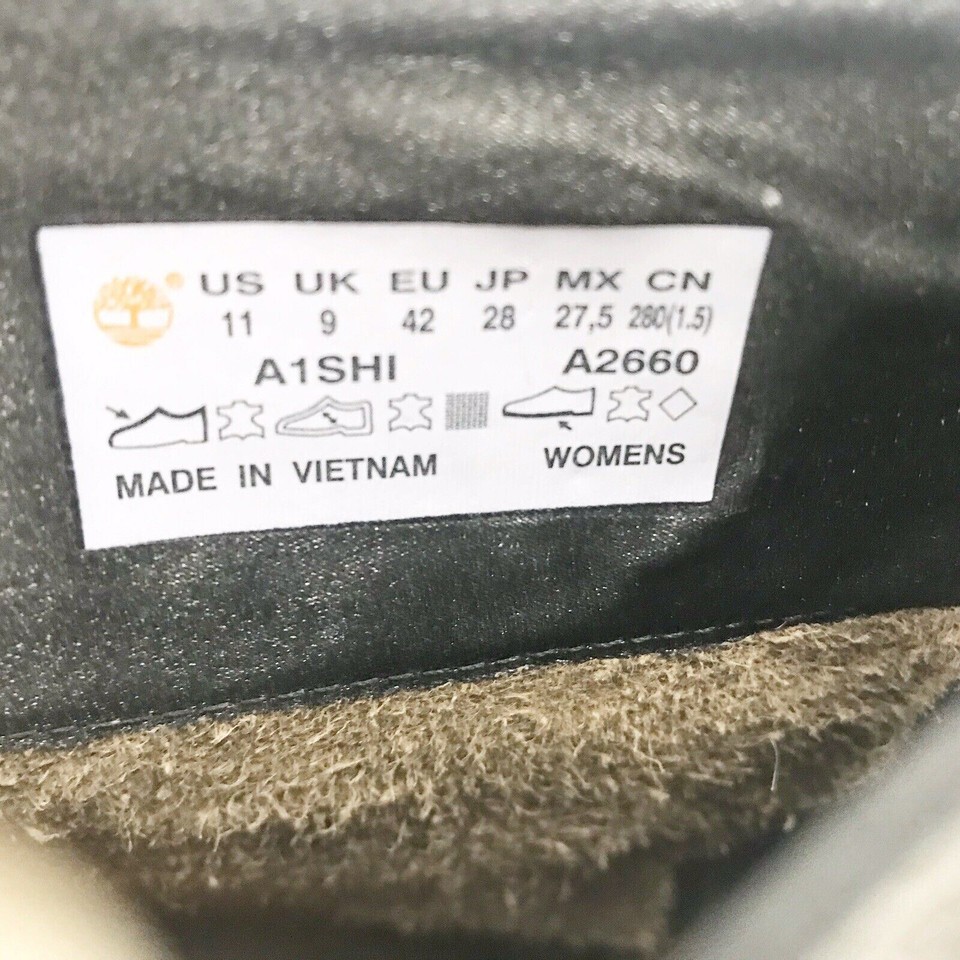 ® US UK EU JP MX CN
11 9 42 28 27,5 280(1.5)
A1SHI A2660
MADE IN VIETNAM WOMENS